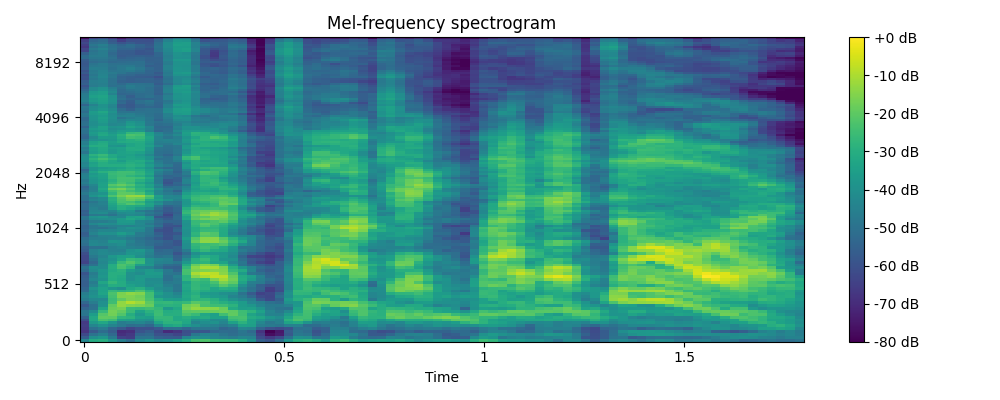 Mel-frequency spectrogram
+0 dB
8192
-10 dB
4096
-20 dB
-30 dB
2048
Hz
-40 dB
1024
-50 dB
512
-60 dB
-70 dB
0
-80 dB
0 0.5 1 1.5
Time